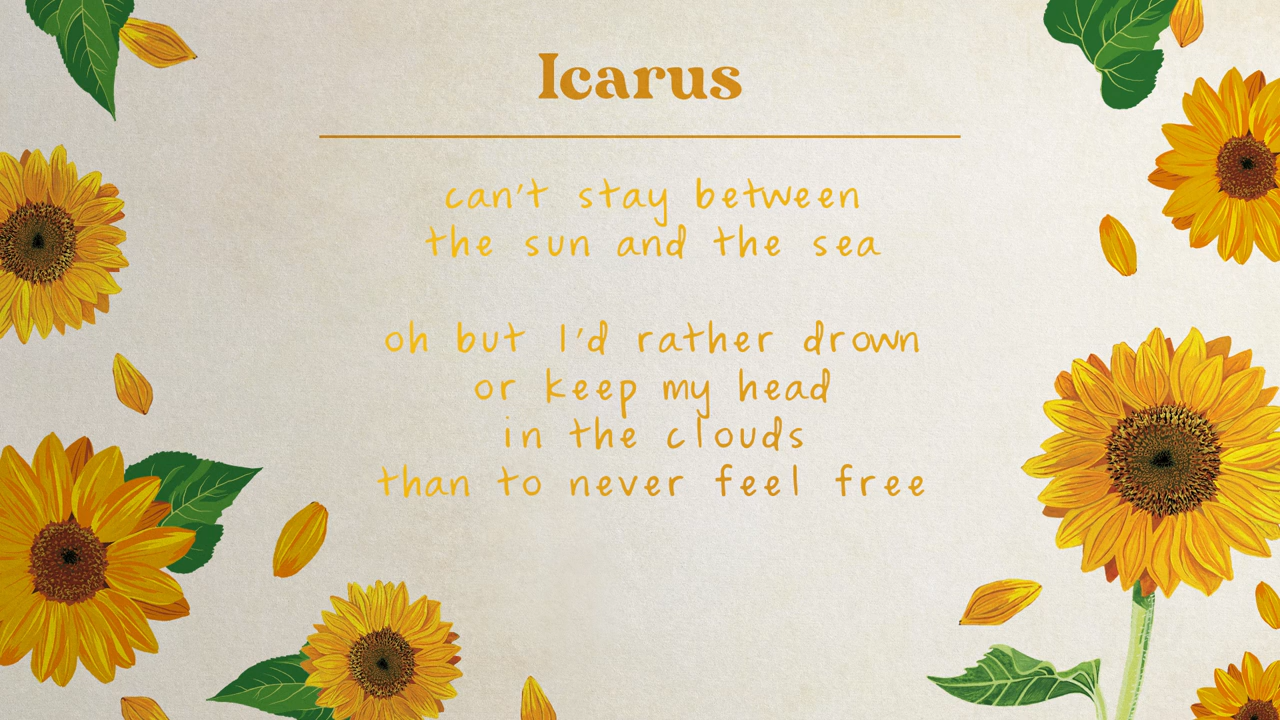 Icarus
can't stay between
the sun and the sea
oh but I'd rather drown
or keep my head
in the clouds
than to never feel free